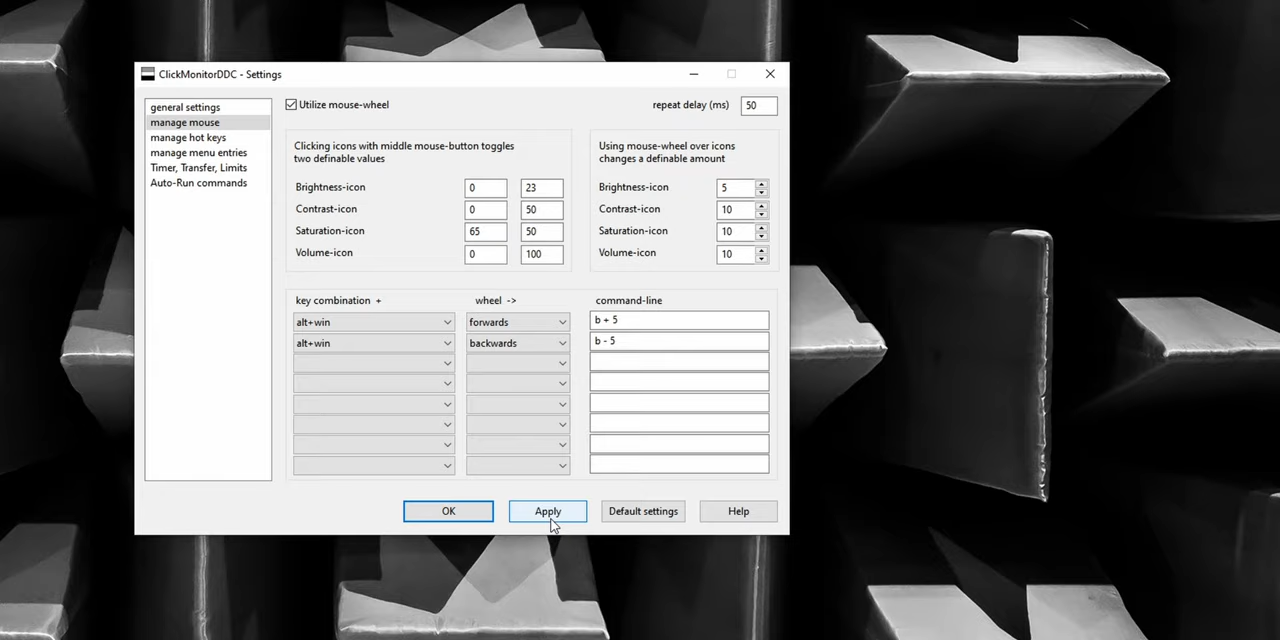 ClickMonitorDDC - Settings
general settings
manage mouse
manage hot keys
manage menu entries
Timer, Transfer, Limits
Auto-Run commands
Utilize mouse-wheel
repeat delay (ms) 50
Clicking icons with middle mouse-button toggles
two definable values
Brightness-icon 0 23
Contrast-icon 0 50
Saturation-icon 65 50
Volume-icon 0 100
Using mouse-wheel over icons
changes a definable amount
Brightness-icon 5
Contrast-icon 10
Saturation-icon 10
Volume-icon 10
key combination + wheel -> command-line
alt+win forwards b + 5
alt+win backwards b - 5
OK Apply Default settings Help